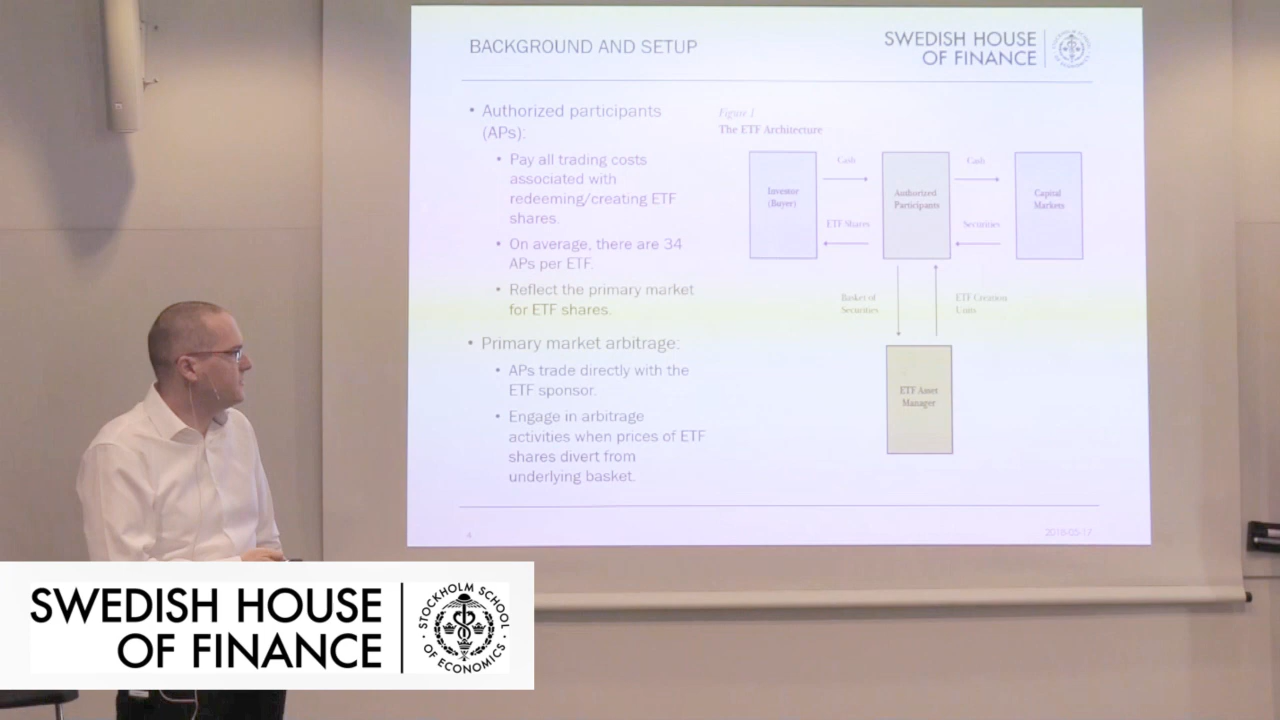 BACKGROUND AND SETUP
SWEDISH HOUSE
OF FINANCE
• Authorized participants
(APs):
• Pay all trading costs
associated with
redeeming/creating ETF
shares.
• On average, there are 34
APs per ETF.
• Reflect the primary market
for ETF shares.
• Primary market arbitrage:
• APs trade directly with the
ETF sponsor.
• Engage in arbitrage
activities when prices of ETF
shares divert from
underlying basket.
Figure 1
The ETF Architecture
Investor
(Buyer)
Cash
ETF Shares
Authorized
Participants
Cash
Securities
Capital
Markets
Basket of
Securities
ETF Creation
Units
ETF Asset
Manager
4
2016-05-17
SWEDISH HOUSE
OF FINANCE
STOCKHOLM SCHOOL
OF ECONOMICS